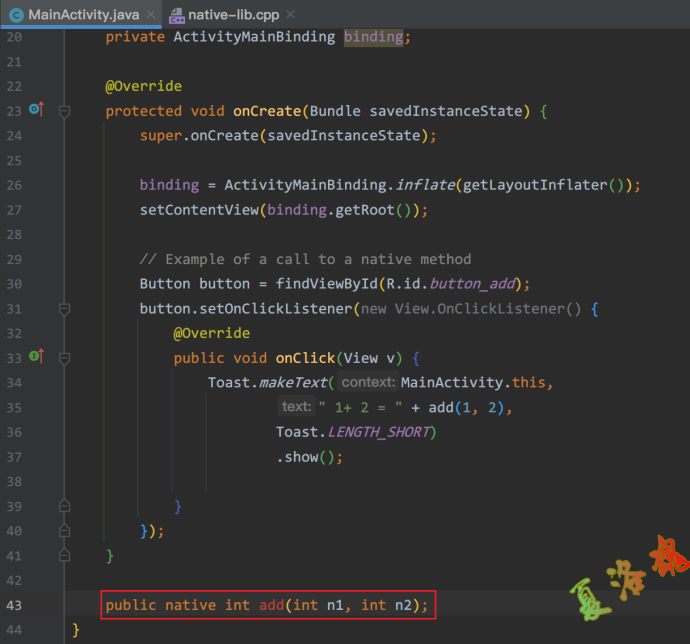 MainActivity.java native-lib.cpp
20 private ActivityMainBinding binding;
21
22 @Override
23 protected void onCreate(Bundle savedInstanceState) {
24 super.onCreate(savedInstanceState);
25
26 binding = ActivityMainBinding.inflate(getLayoutInflater());
27 setContentView(binding.getRoot());
28
29 // Example of a call to a native method
30 Button button = findViewById(R.id.button_add);
31 button.setOnClickListener(new View.OnClickListener() {
32 @Override
33 public void onClick(View v) {
34 Toast.makeText( context: MainActivity.this,
35 text: " 1+ 2 = " + add(1, 2),
36 Toast.LENGTH_SHORT)
37 .show();
38
39 }
40 });
41 }
42
43 public native int add(int n1, int n2);
44 }